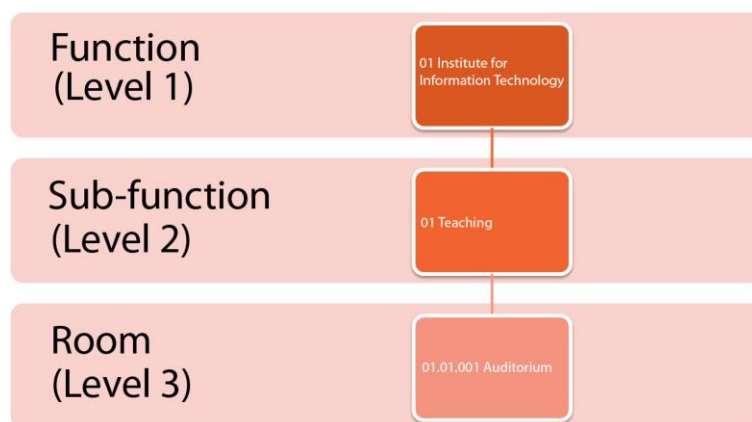 Function
(Level 1)
01 Institute for
Information Technology
Sub-function
(Level 2)
01 Teaching
Room
(Level 3)
01.01.001 Auditorium